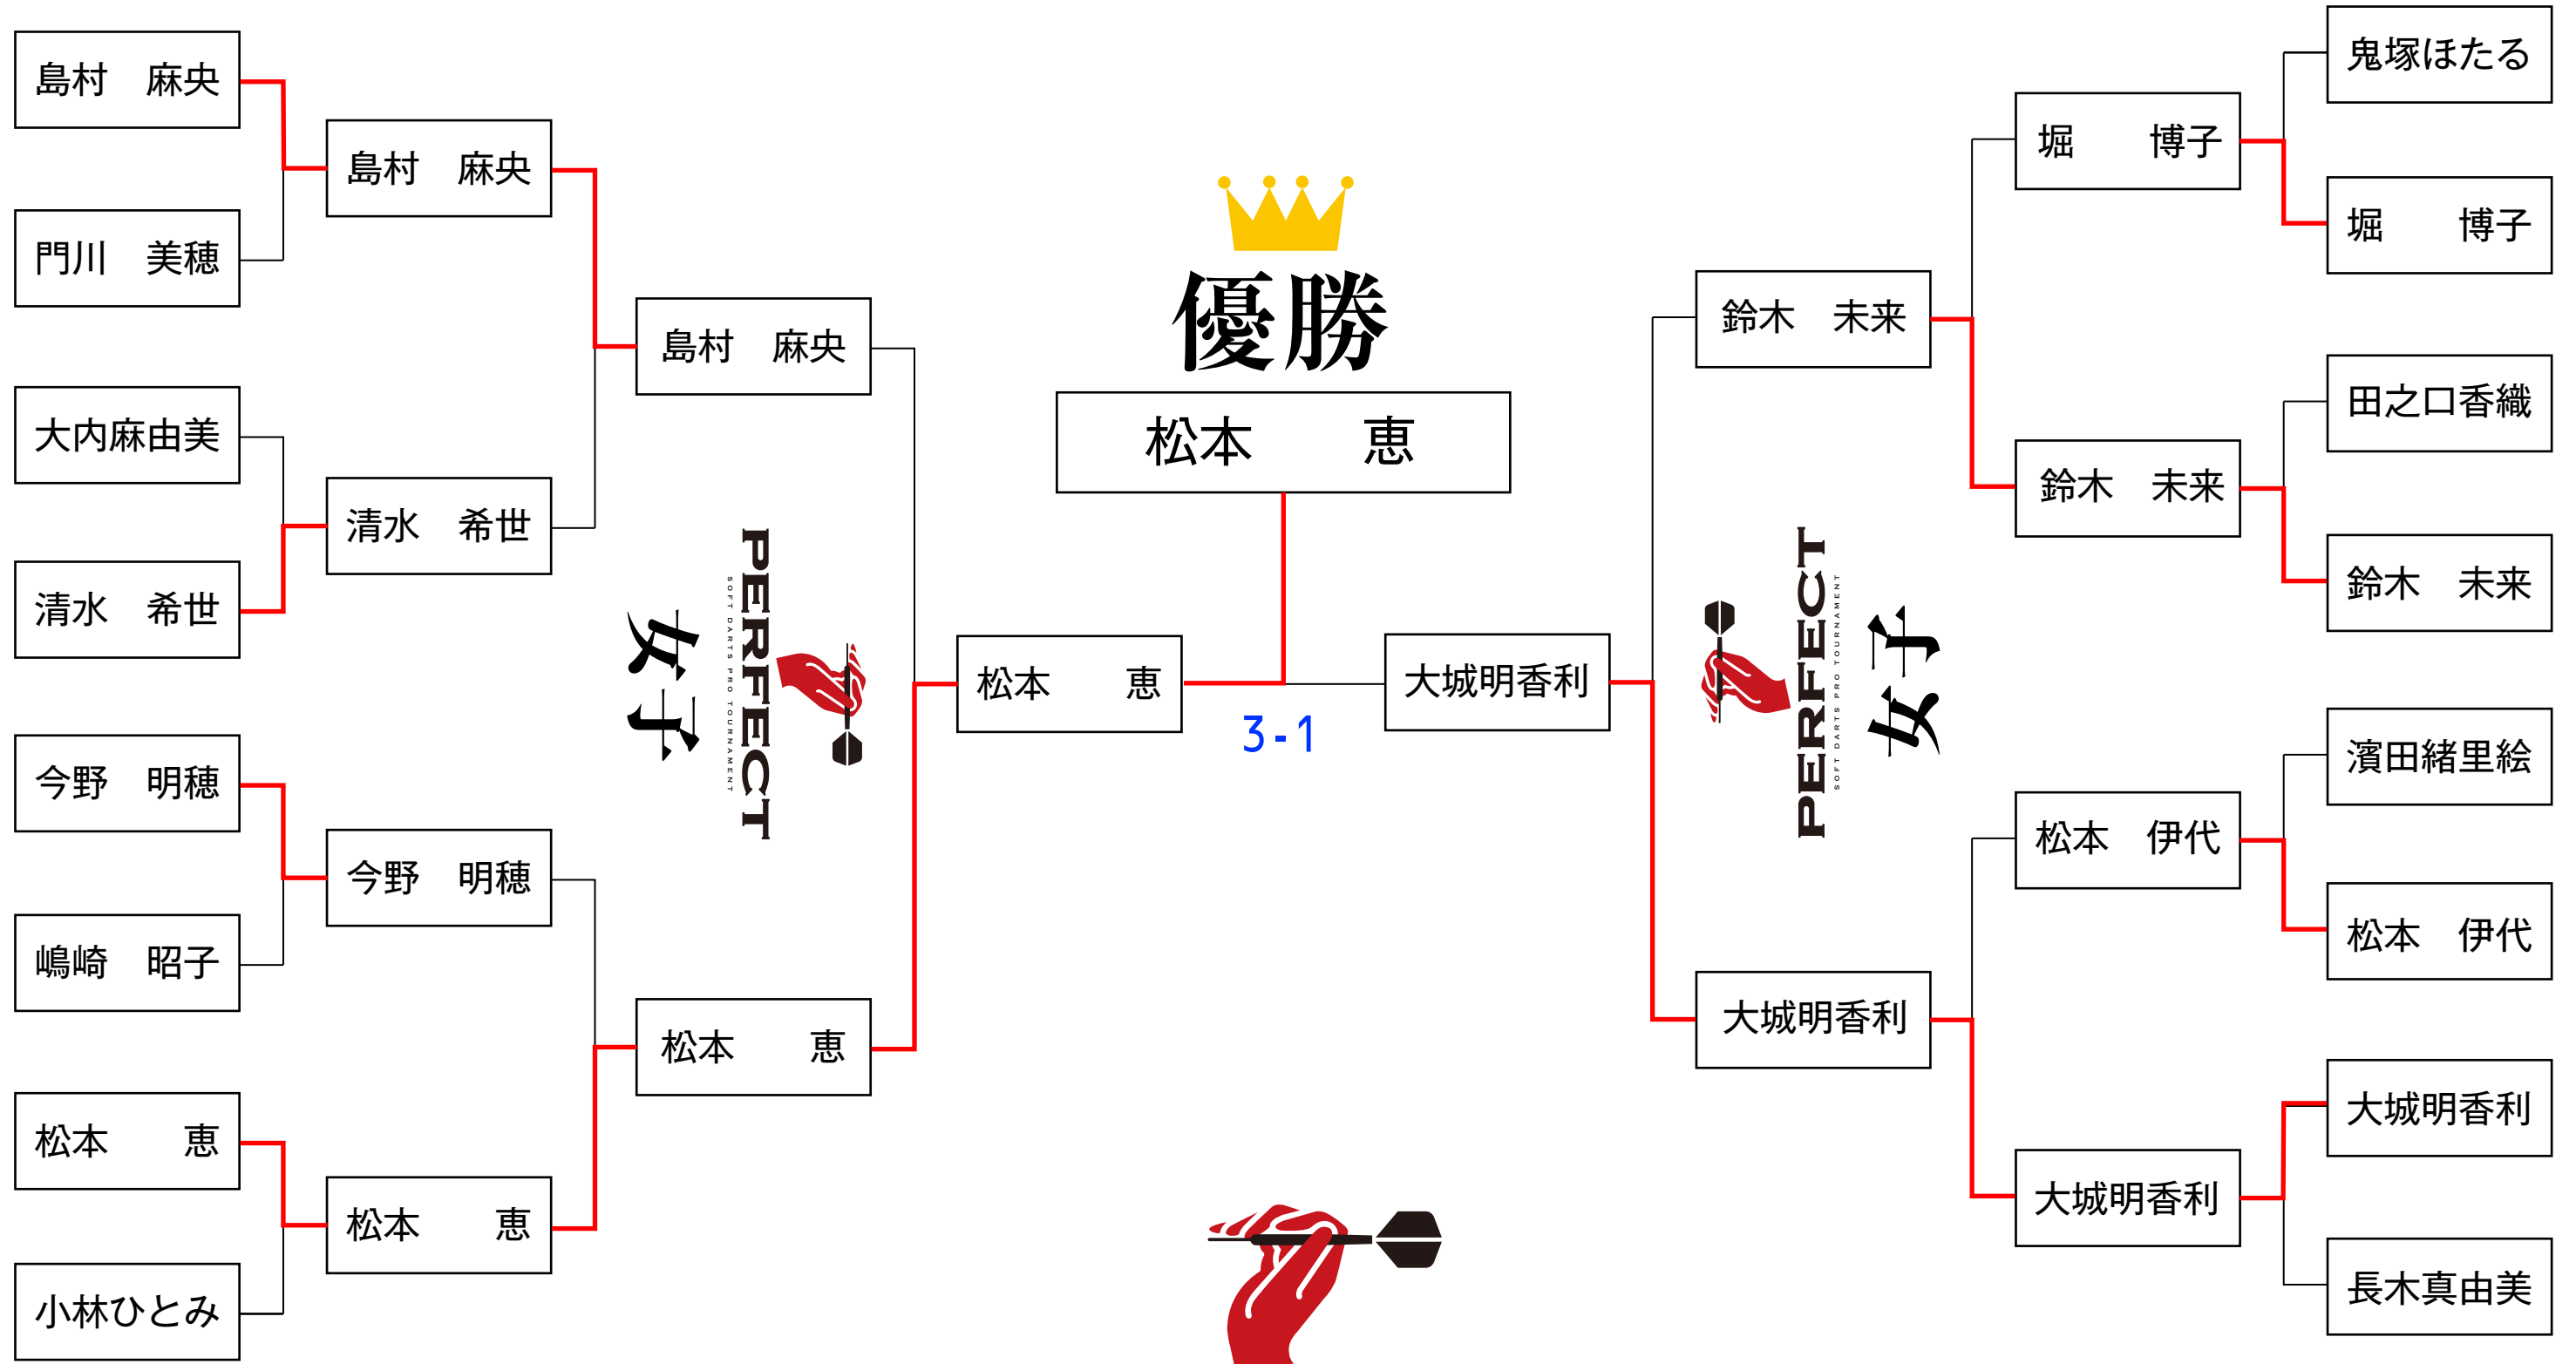 島村　麻央
門川　美穂
大内麻由美
清水　希世
今野　明穂
嶋崎　昭子
松本　　恵
小林ひとみ
島村　麻央
清水　希世
今野　明穂
松本　　恵
島村　麻央
松本　　恵
女子
PERFECT
SOFT DARTS PRO TOURNAMENT
松本　　恵
優勝
松本　　恵
3-1
大城明香利
鈴木　未来
大城明香利
PERFECT
SOFT DARTS PRO TOURNAMENT
女子
堀　　博子
鈴木　未来
松本　伊代
大城明香利
鬼塚ほたる
堀　　博子
田之口香織
鈴木　未来
濱田緒里絵
松本　伊代
大城明香利
長木真由美